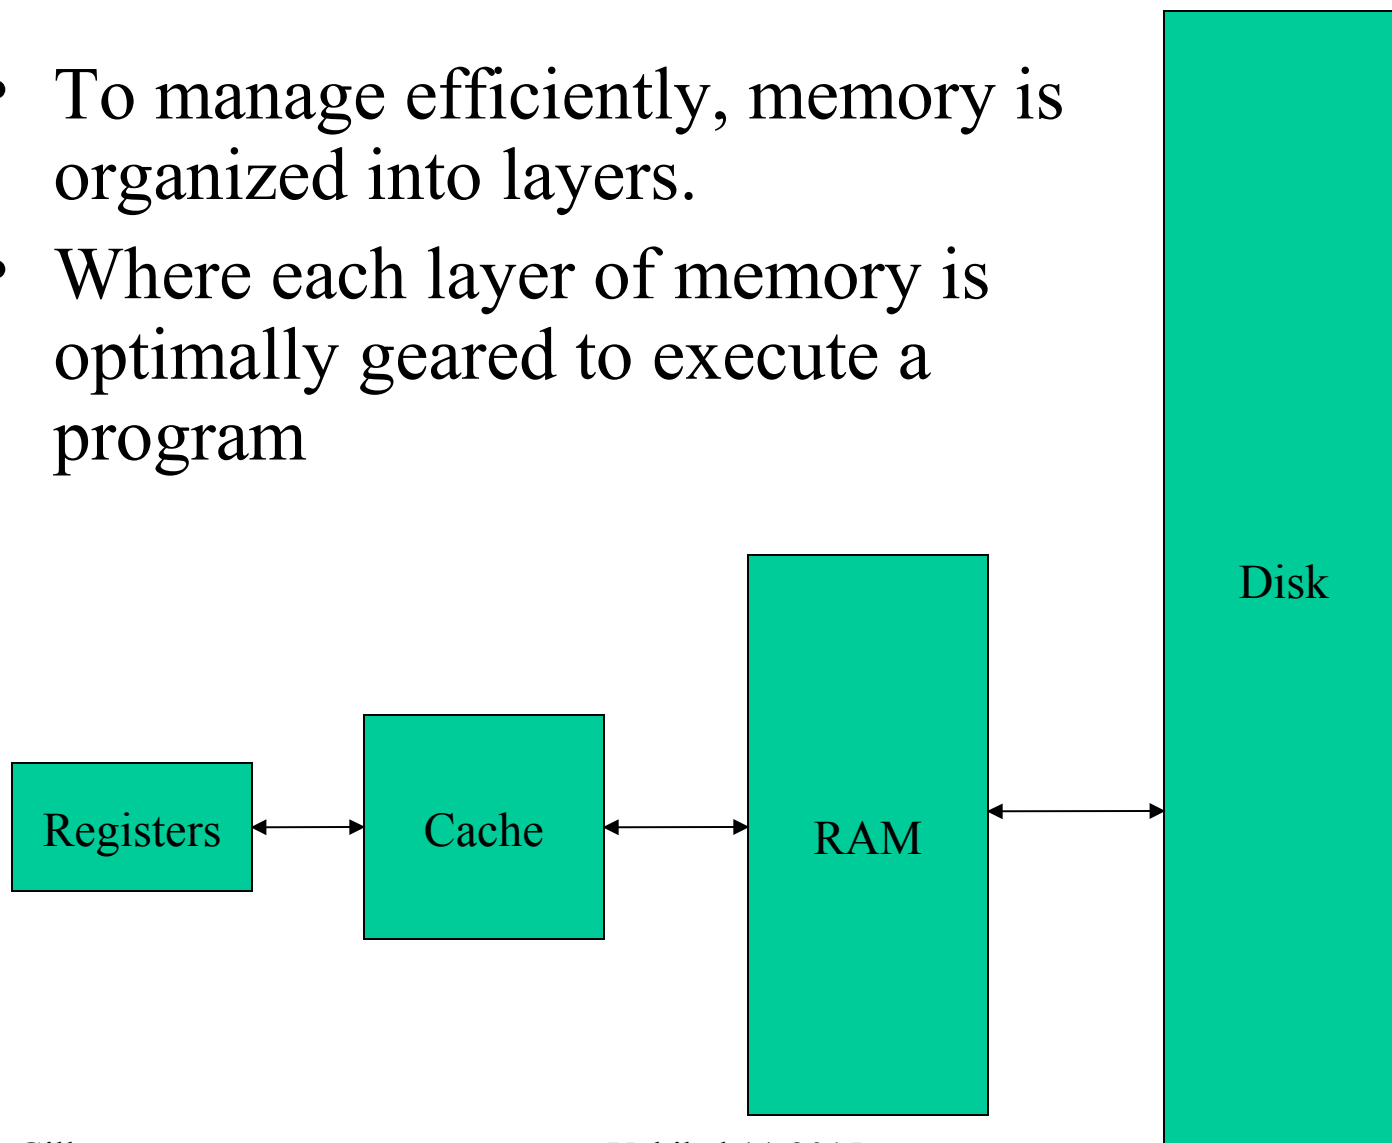 • To manage efficiently, memory is
organized into layers.
• Where each layer of memory is
optimally geared to execute a
program
Disk
Registers
Cache
RAM